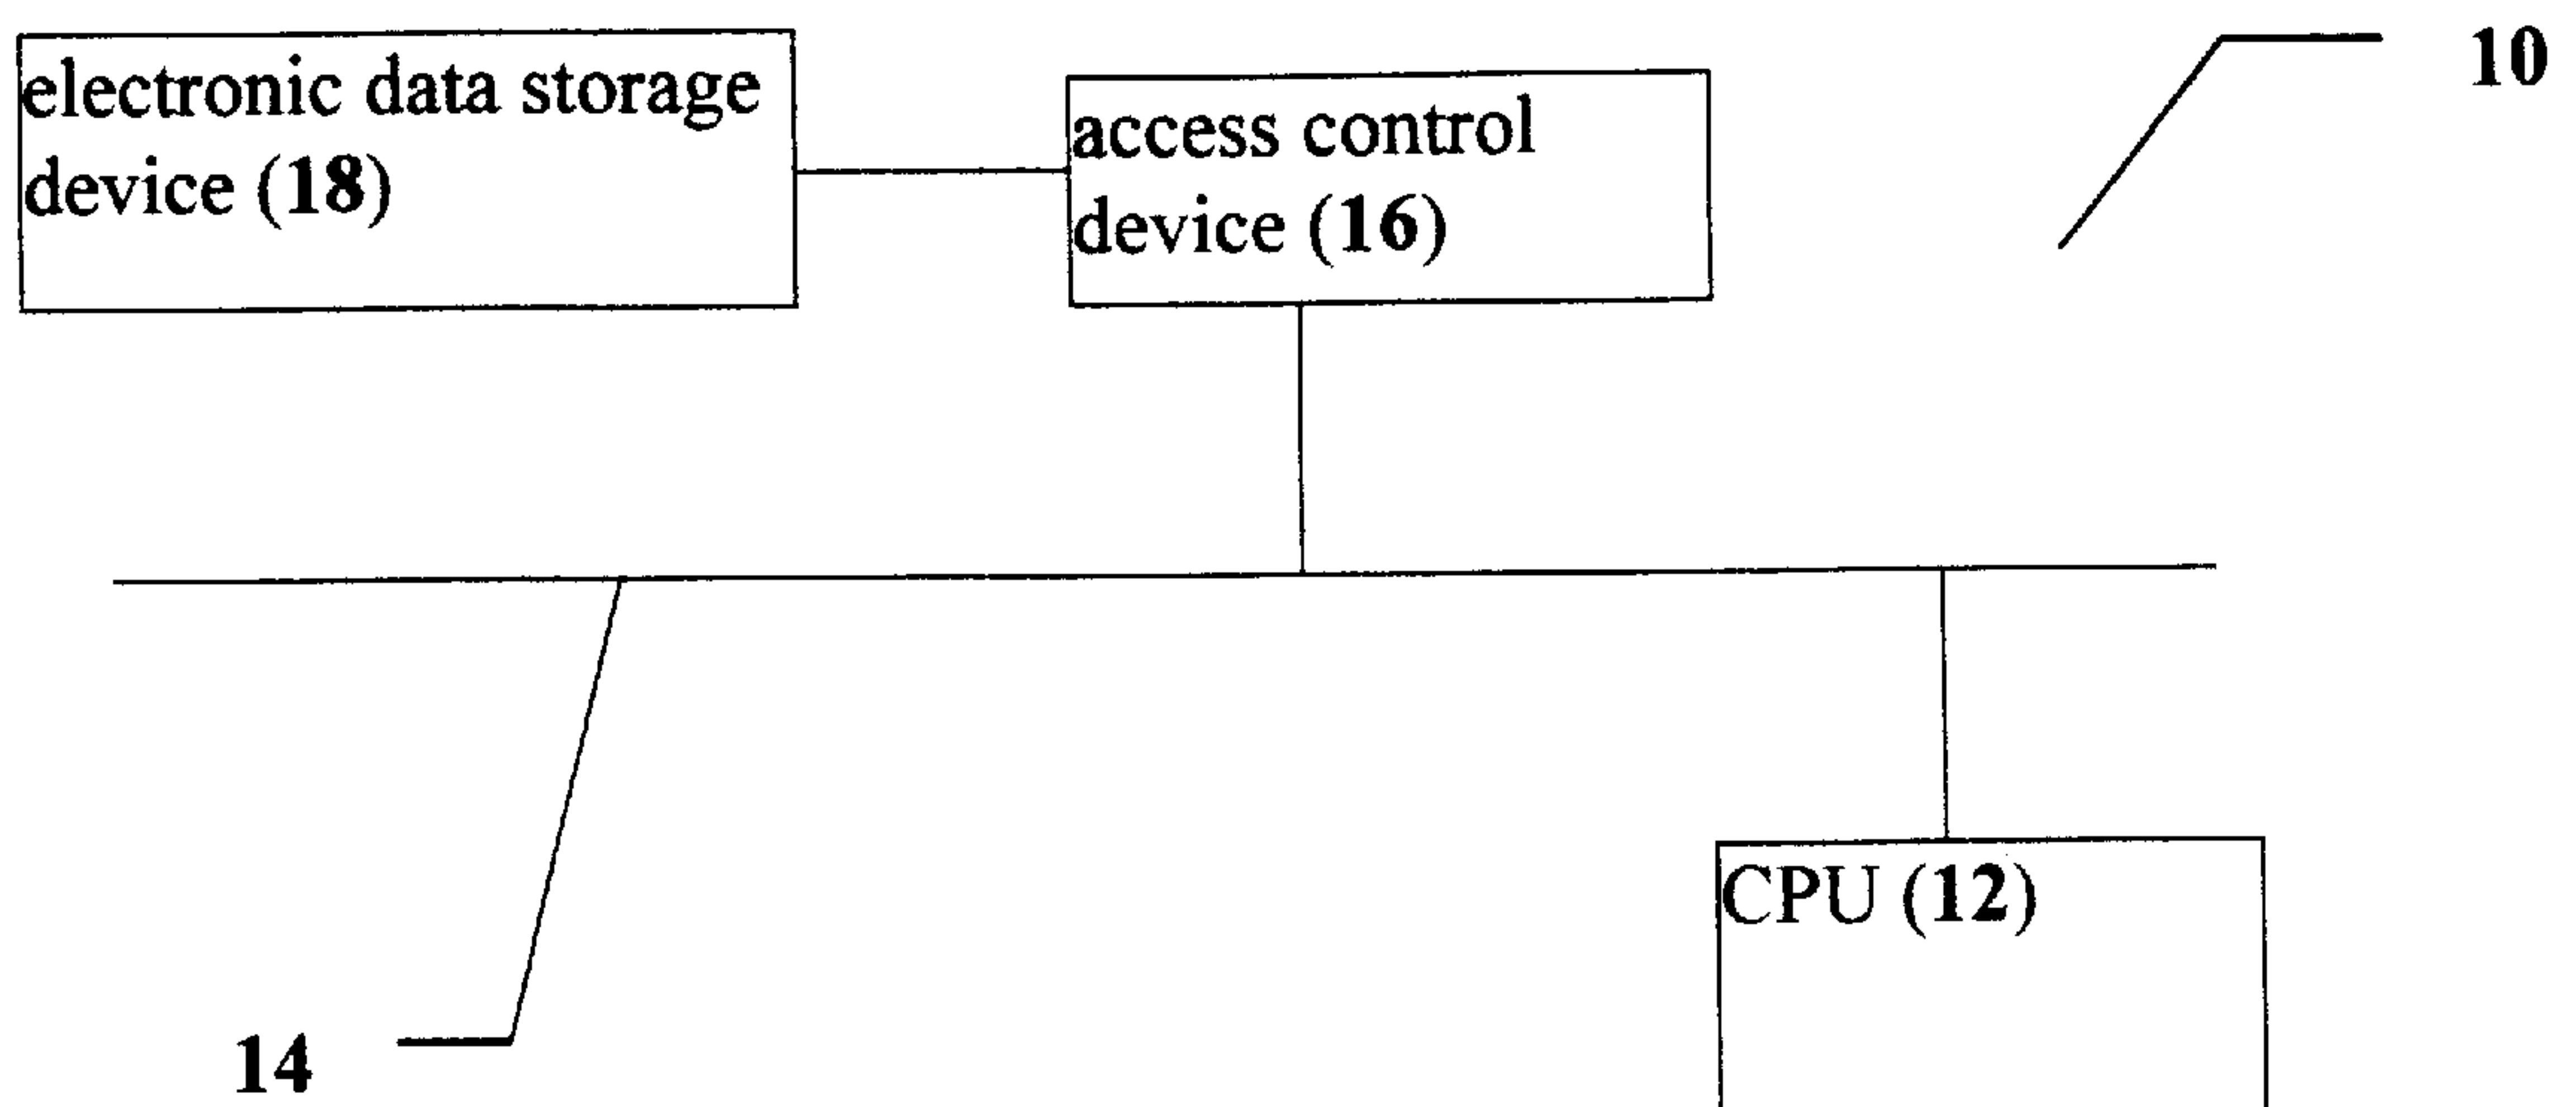 electronic data storage
device (18)
access control
device (16)
10
CPU (12)
14